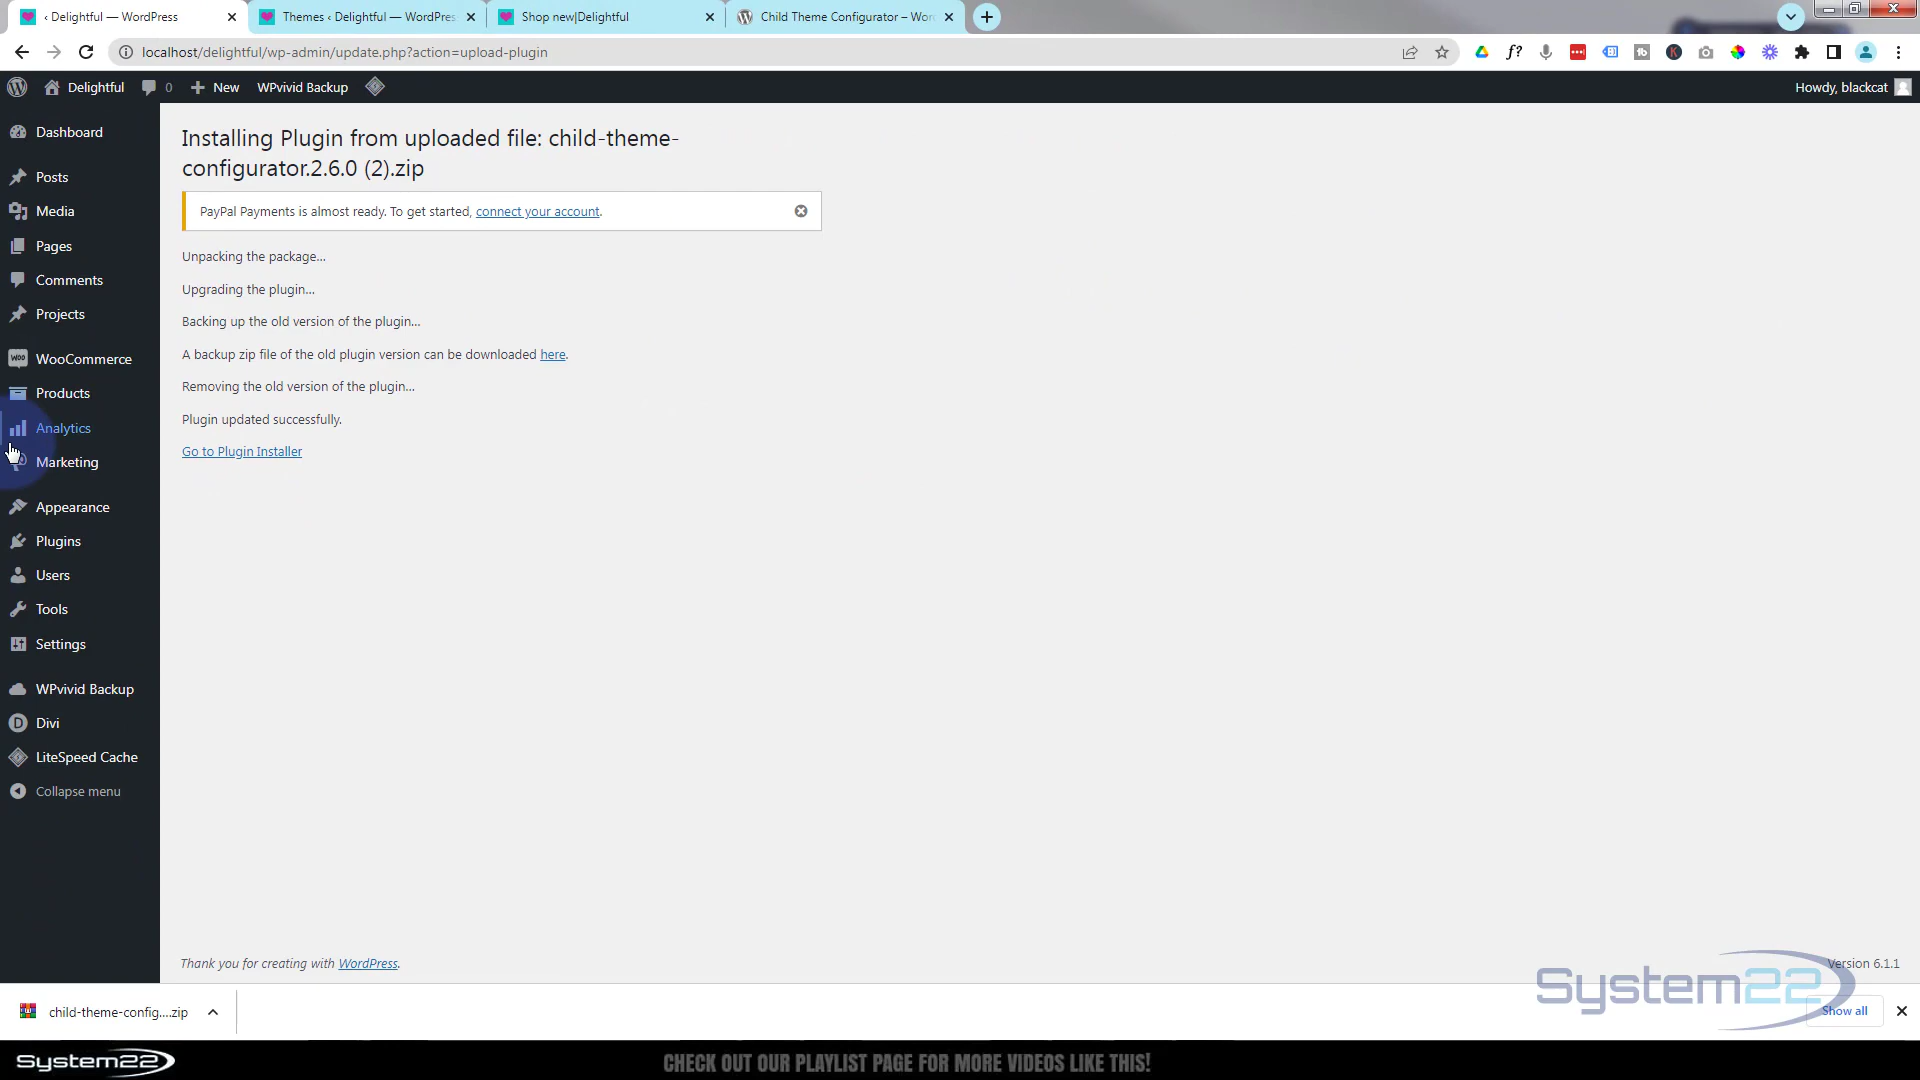 ‹ Delightful — WordPress
Themes ‹ Delightful — WordPres
Shop new|Delightful
Child Theme Configurator – Wor
localhost/delightful/wp-admin/update.php?action=upload-plugin
f?
tb
K
Delightful
0
New
WPvivid Backup
Howdy, blackcat
Dashboard
Posts
Media
Pages
Comments
Projects
WooCommerce
Products
Analytics
Marketing
Appearance
Plugins
Users
Tools
Settings
WPvivid Backup
Divi
LiteSpeed Cache
Collapse menu
Installing Plugin from uploaded file: child-theme-
configurator.2.6.0 (2).zip
PayPal Payments is almost ready. To get started, connect your account.
Unpacking the package...
Upgrading the plugin...
Backing up the old version of the plugin...
A backup zip file of the old plugin version can be downloaded here.
Removing the old version of the plugin...
Plugin updated successfully.
Go to Plugin Installer
Thank you for creating with WordPress.
Version 6.1.1
System22
child-theme-config....zip
Show all
System22
CHECK OUT OUR PLAYLIST PAGE FOR MORE VIDEOS LIKE THIS!